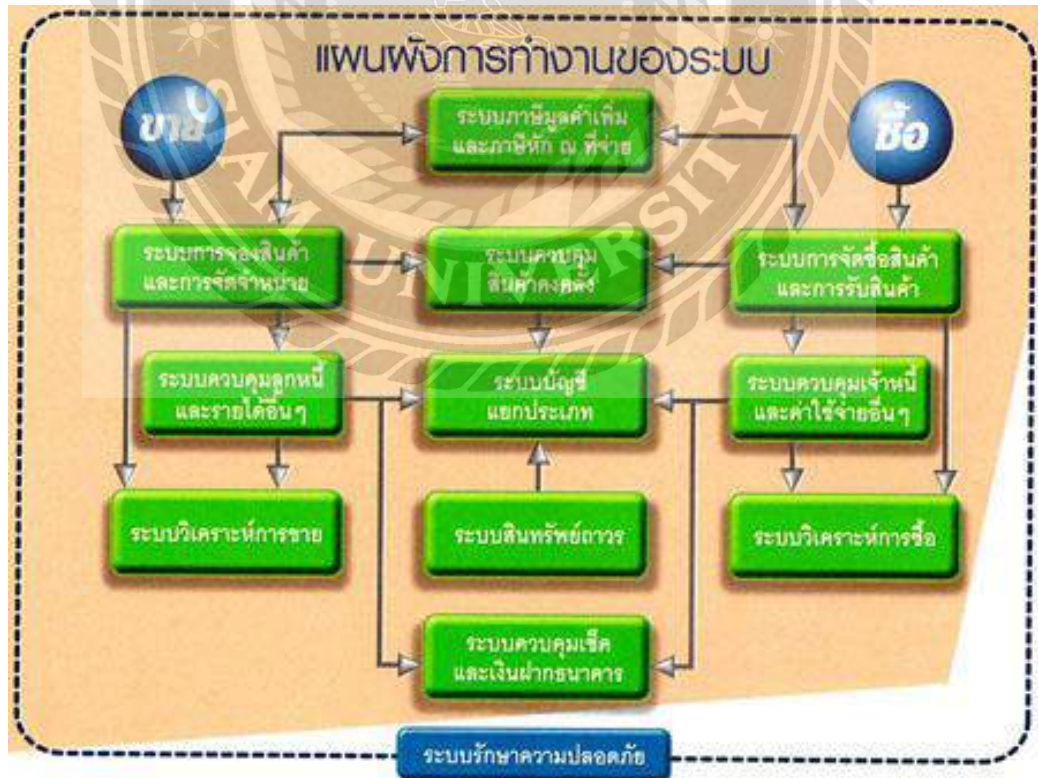 แผนผังการทำงานของระบบ
ขาย
ซื้อ
ระบบภาษีมูลค่าเพิ่ม
และภาษีหัก ณ ที่จ่าย
ระบบการจองสินค้า
และการจัดจำหน่าย
ระบบควบคุม
สินค้าคงคลัง
ระบบการจัดซื้อสินค้า
และการรับสินค้า
ระบบควบคุมลูกหนี้
และรายได้อื่นๆ
ระบบบัญชี
แยกประเภท
ระบบควบคุมเจ้าหนี้
และค่าใช้จ่ายอื่นๆ
ระบบวิเคราะห์การขาย
ระบบสินทรัพย์ถาวร
ระบบวิเคราะห์การซื้อ
ระบบควบคุมเช็ค
และเงินฝากธนาคาร
ระบบรักษาความปลอดภัย
SIAM UNIVERSITY